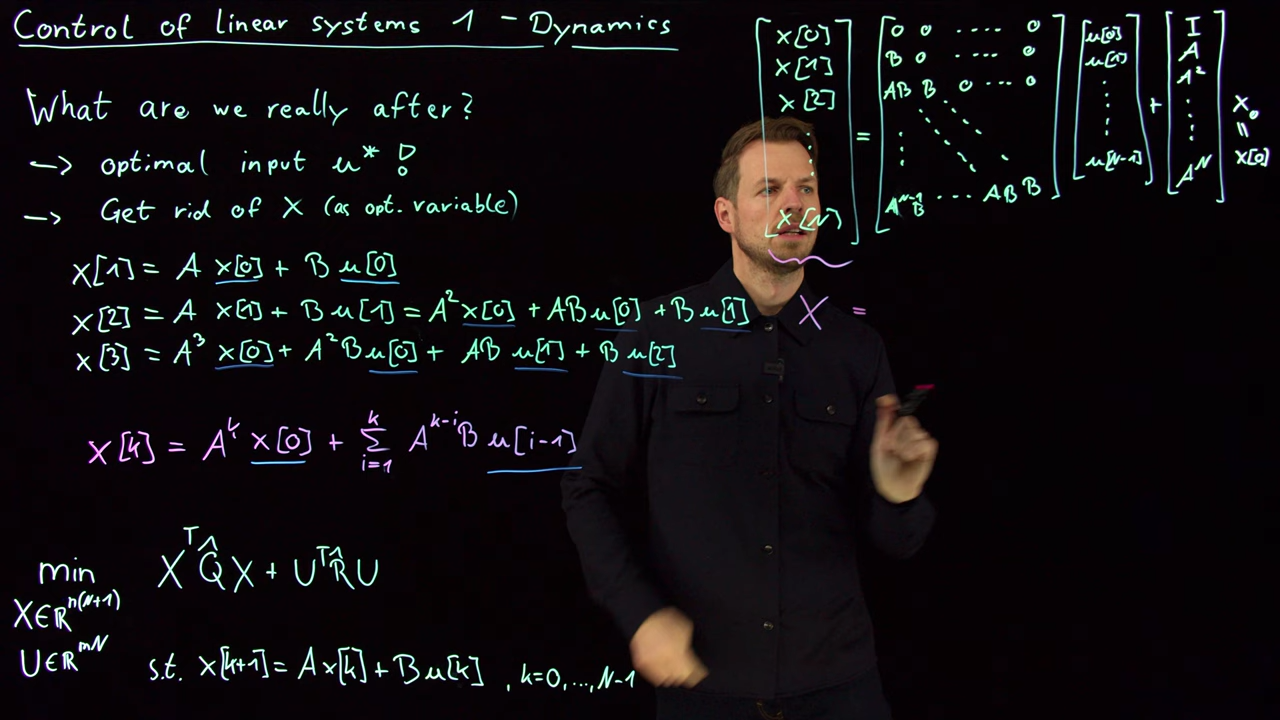 Control of linear systems 1 - Dynamics
What are we really after?
-> optimal input u* !
-> Get rid of X (as opt. variable)
x[1] = A x[0] + B u[0]
x[2] = A x[1] + B u[1] = A² x[0] + AB u[0] + B u[1]
x[3] = A³ x[0] + A² B u[0] + AB u[1] + B u[2]
x[k] = A^k x[0] + Σ_{i=1}^{k} A^{k-i} B u[i-1]
min X^T Q̂ X + U^T R̂ U
X∈ℝ^{n(N+1)}
U∈ℝ^{mN}
s.t. x[k+1] = A x[k] + B u[k] , k=0,...,N-1
[x[0] x[1] x[2] ⋮ x[N]] = [0 0 .... 0; B 0 .... 0; AB B 0 ... 0; ⋮ ⋱; A^{N-1}B ... AB B] [u[0] u[1] ⋮ u[N-1]] + [I A A² ⋮ A^N] x₀ = x[0]
X =